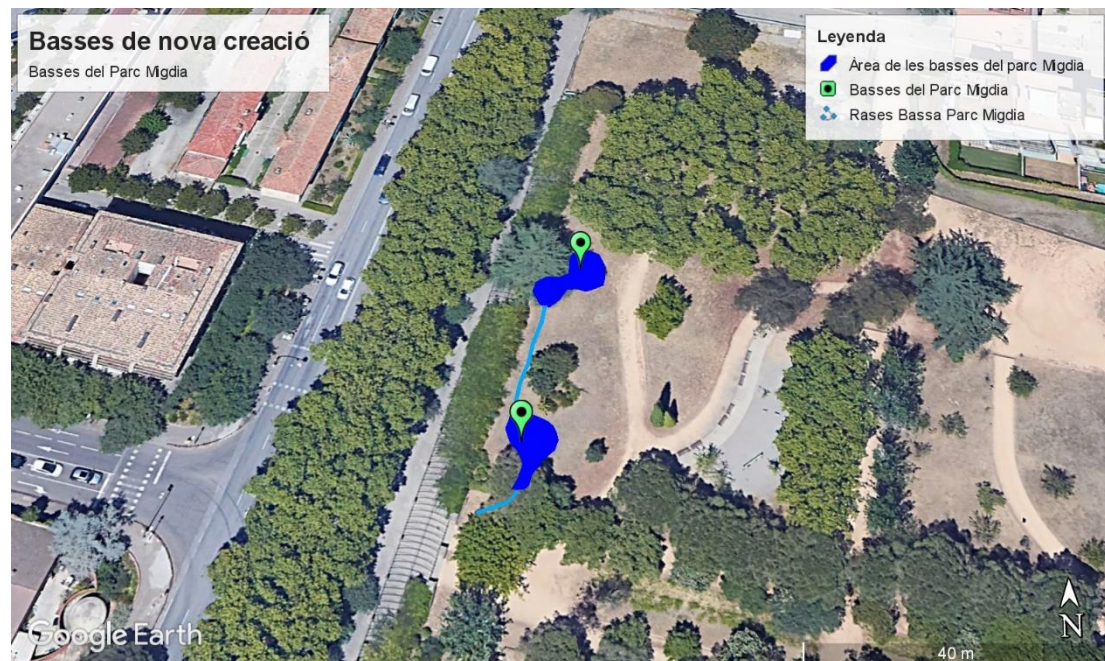 Basses de nova creació
Basses del Parc Migdia
Leyenda
Àrea de les basses del parc Migdia
Basses del Parc Migdia
Rases Bassa Parc Migdia
Google Earth
N
40 m